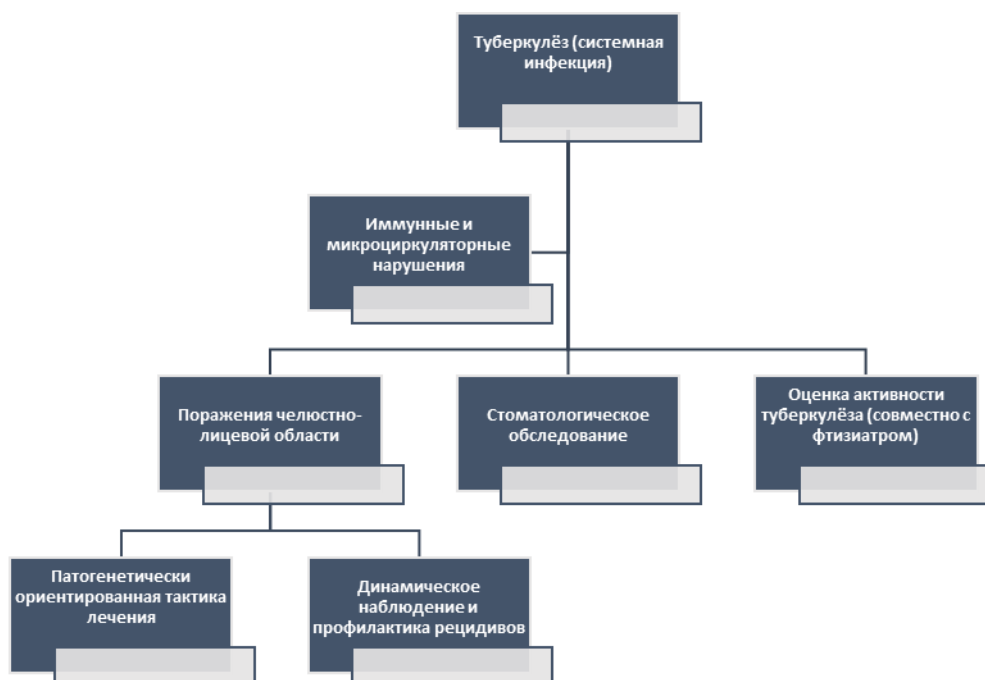 Туберкулёз (системная
инфекция)
Иммунные и
микроциркуляторные
нарушения
Поражения челюстно-
лицевой области
Стоматологическое
обследование
Оценка активности
туберкулёза (совместно с
фтизиатром)
Патогенетически
ориентированная тактика
лечения
Динамическое
наблюдение и
профилактика рецидивов